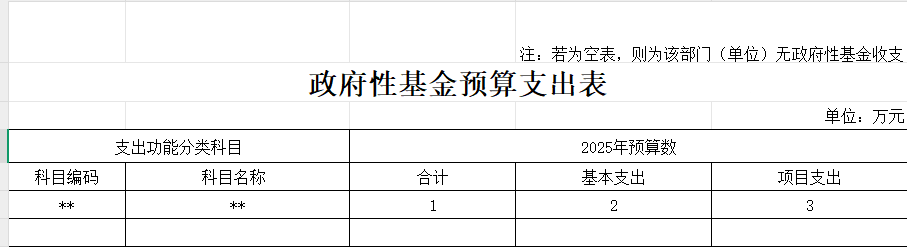 注：若为空表，则为该部门（单位）无政府性基金收支
政府性基金预算支出表
单位：万元
支出功能分类科目 2025年预算数
科目编码 科目名称 合计 基本支出 项目支出
** ** 1 2 3